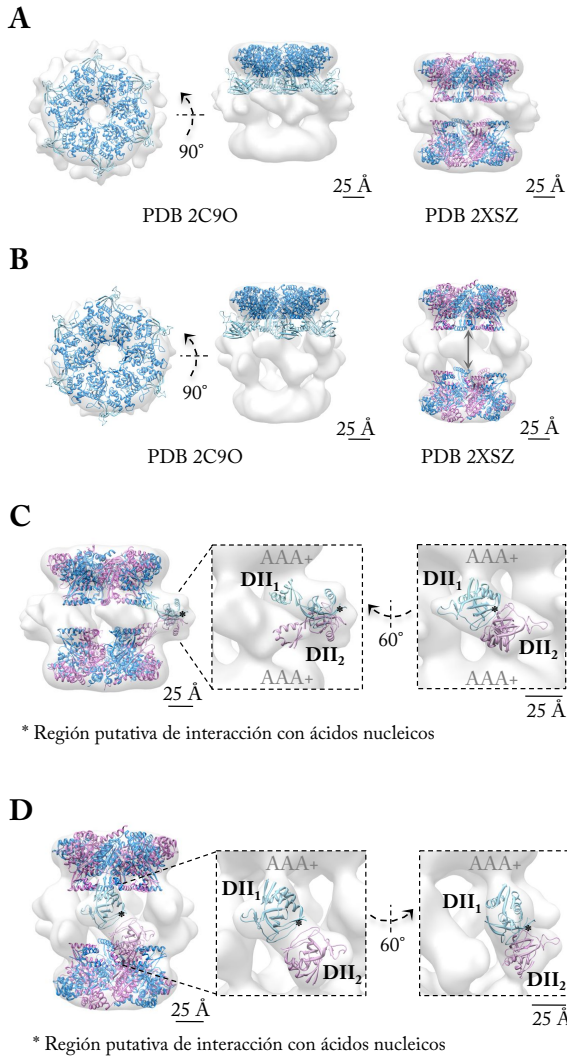 A
90°
25 Å
25 Å
PDB 2C9O
PDB 2XSZ
B
90°
25 Å
25 Å
PDB 2C9O
PDB 2XSZ
C
AAA+
AAA+
DII1
DII1
*
*
*
60°
DII2
DII2
AAA+
AAA+
25 Å
25 Å
* Región putativa de interacción con ácidos nucleicos
D
AAA+
AAA+
DII1
DII1
*
*
*
60°
DII2
DII2
25 Å
25 Å
* Región putativa de interacción con ácidos nucleicos